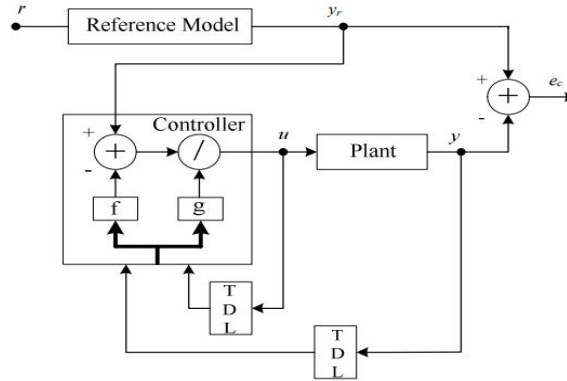 r
Reference Model
yr
+
-
+
ec
Controller
+
-
+
/
u
Plant
y
f
g
T
D
L
T
D
L